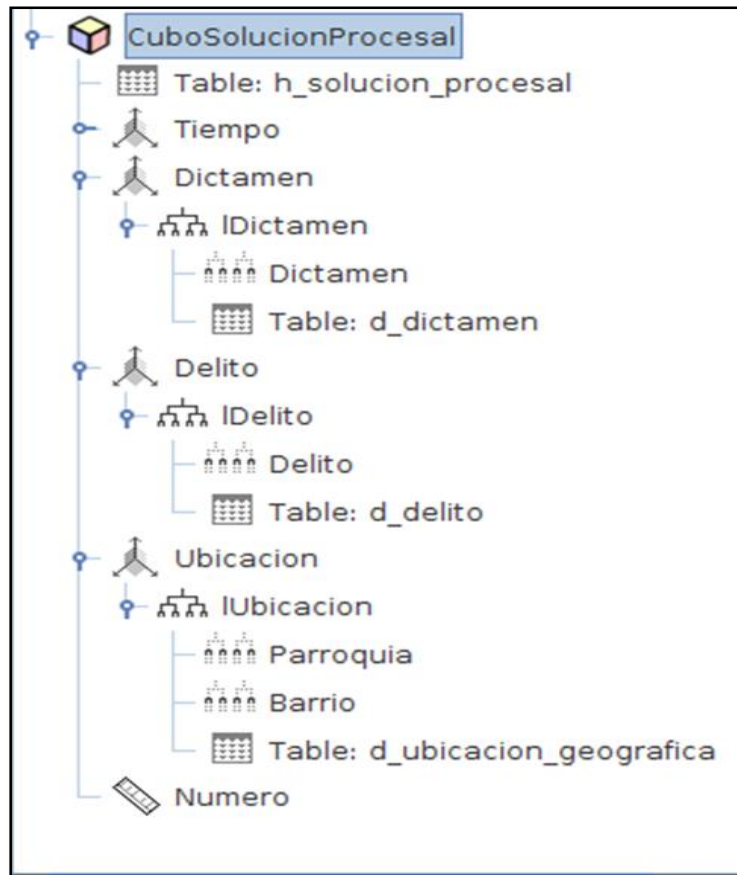 CuboSolucionProcesal
Table: h_solucion_procesal
Tiempo
Dictamen
lDictamen
Dictamen
Table: d_dictamen
Delito
lDelito
Delito
Table: d_delito
Ubicacion
lUbicacion
Parroquia
Barrio
Table: d_ubicacion_geografica
Numero